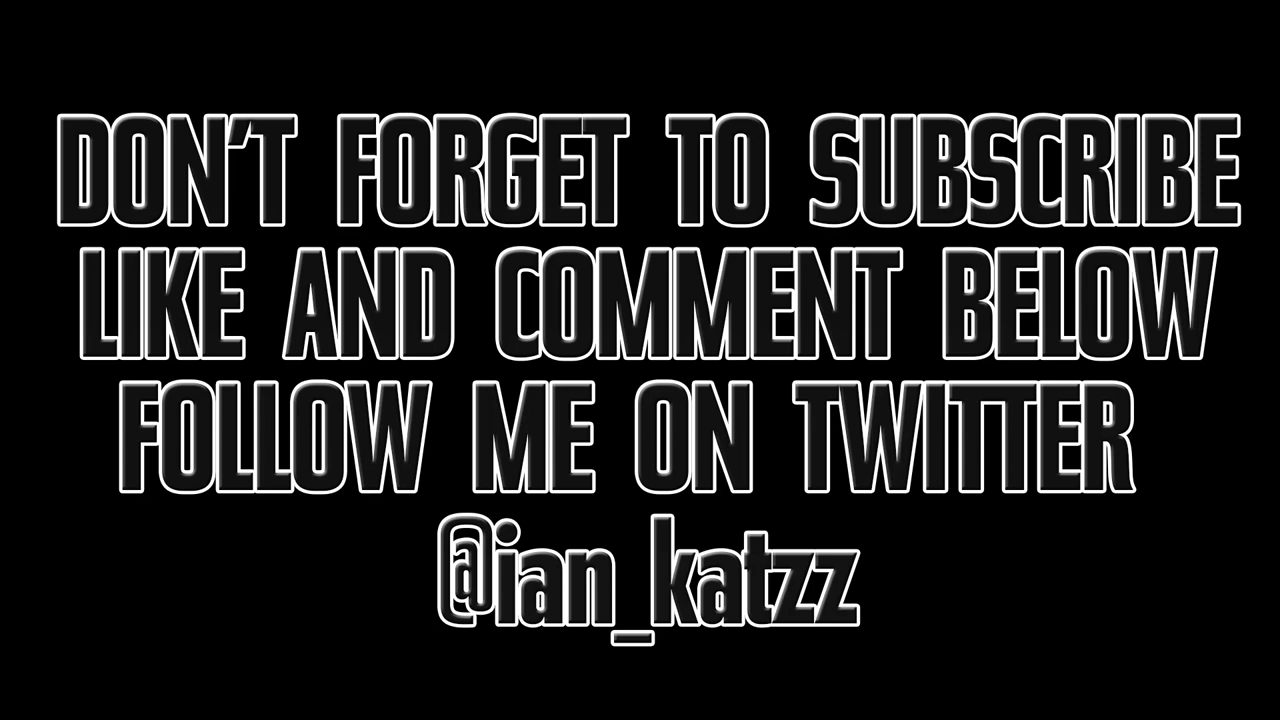 DON'T FORGET TO SUBSCRIBE
LIKE AND COMMENT BELOW
FOLLOW ME ON TWITTER
@ian_katzz